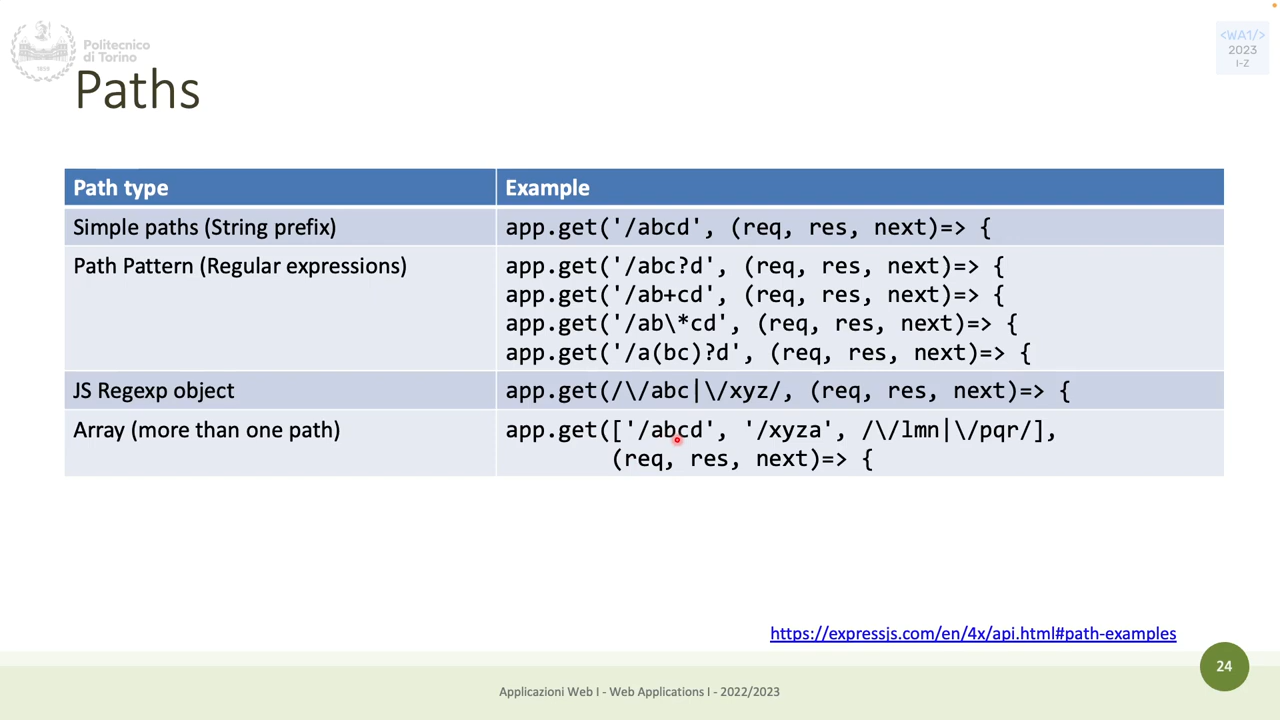 Politecnico
di Torino
1859
<WA1/>
2023
I-Z
Paths
Path type
Example
Simple paths (String prefix)
app.get('/abcd', (req, res, next)=> {
Path Pattern (Regular expressions)
app.get('/abc?d', (req, res, next)=> {
app.get('/ab+cd', (req, res, next)=> {
app.get('/ab\*cd', (req, res, next)=> {
app.get('/a(bc)?d', (req, res, next)=> {
JS Regexp object
app.get(/\/abc|\/xyz/, (req, res, next)=> {
Array (more than one path)
app.get(['/abcd', '/xyza', /\/lmn|\/pqr/],
(req, res, next)=> {
https://expressjs.com/en/4x/api.html#path-examples
24
Applicazioni Web I - Web Applications I - 2022/2023